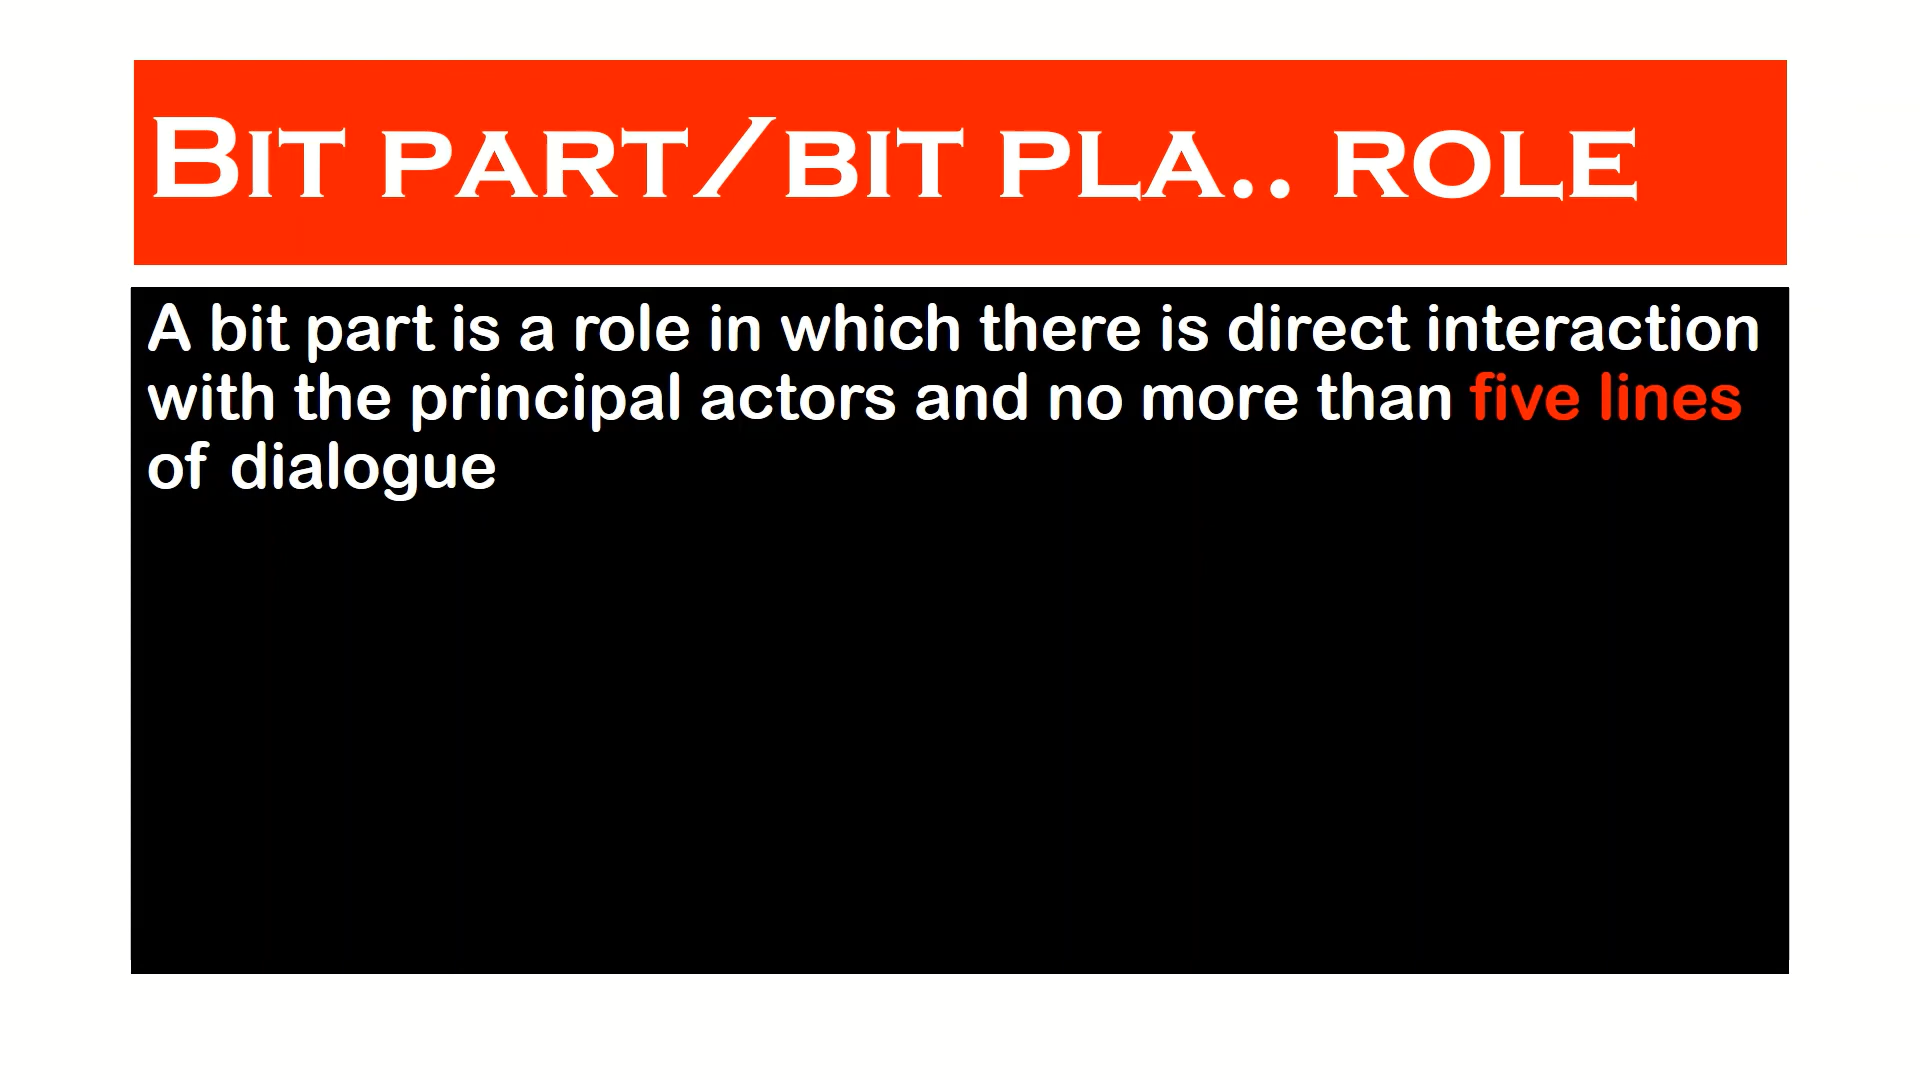 Bit part/bit pla.. role
A bit part is a role in which there is direct interaction
with the principal actors and no more than five lines
of dialogue